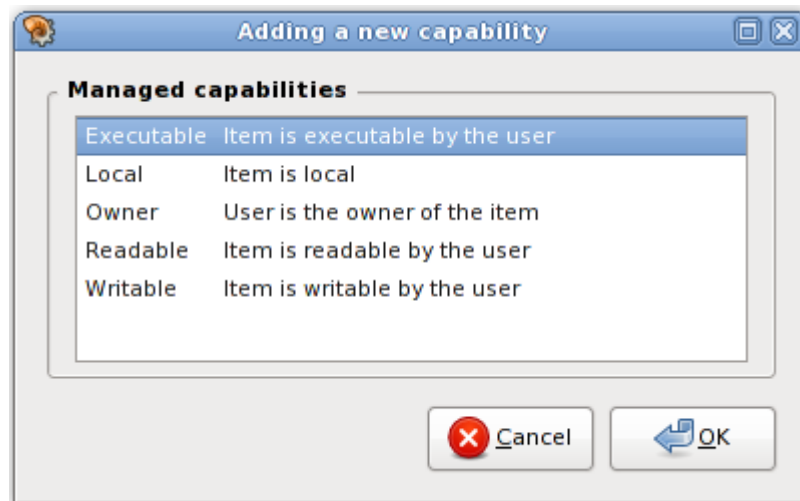 Adding a new capability
Managed capabilities
Executable Item is executable by the user
Local Item is local
Owner User is the owner of the item
Readable Item is readable by the user
Writable Item is writable by the user
Cancel OK